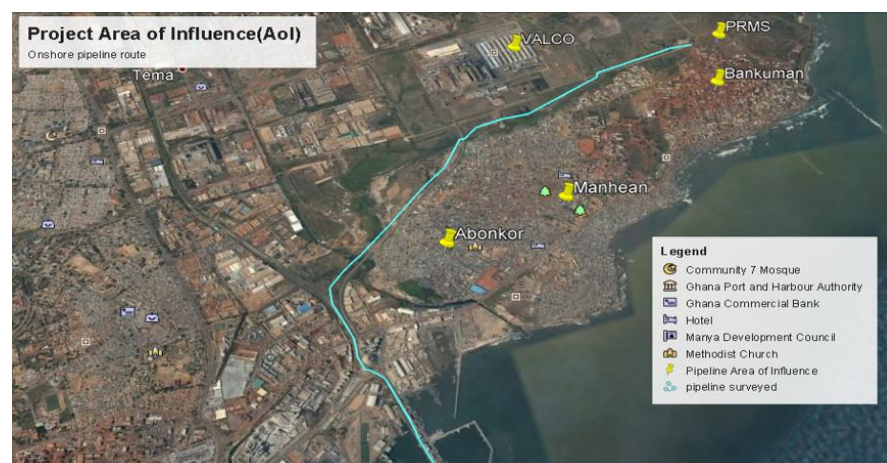 Project Area of Influence(AoI)
Onshore pipeline route
VALCO
PRMS
Tema
Bankuman
Manhean
Abonkor
Legend
Community 7 Mosque
Ghana Port and Harbour Authority
Ghana Commercial Bank
Hotel
Manya Development Council
Methodist Church
Pipeline Area of Influence
pipeline surveyed